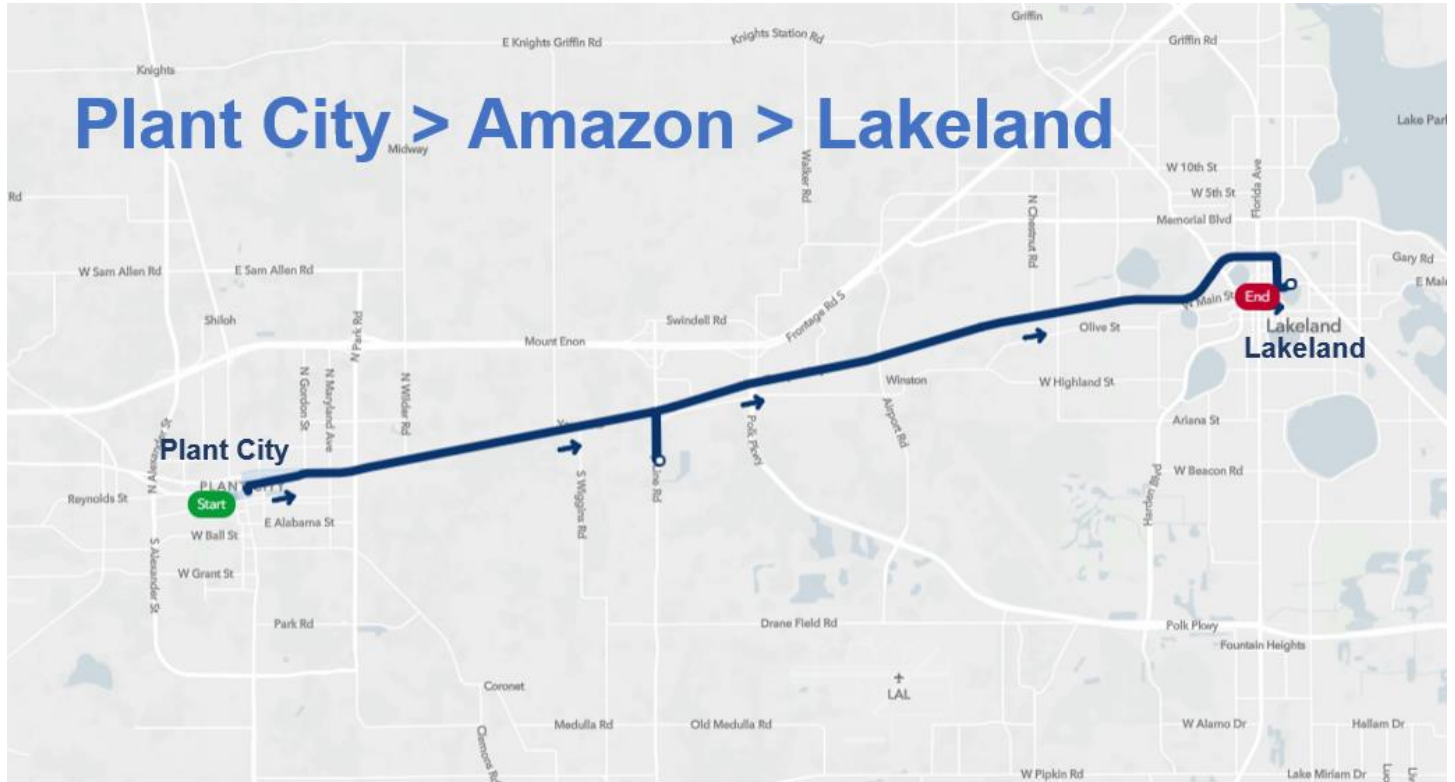 Griffin
E Knights Griffin Rd
Knights Station Rd
Griffin Rd
Knights
Plant City > Amazon > Lakeland
Lake Park
Midway
Walker Rd
W 10th St
W 5th St
Florida Ave
Rd
N Chestnut Rd
Memorial Blvd
W Sam Allen Rd
E Sam Allen Rd
Gary Rd
E Main
W Main St
End
Shiloh
N Park Rd
Swindell Rd
Frontage Rd S
Olive St
Lakeland
Lakeland
Mount Enon
N Gordon St
N Maryland Ave
N Wilder Rd
Winston
W Highland St
Airport Rd
Ariana St
N Alexander St
Plant City
PLANT CITY
Polk Pkwy
Reynolds St
Start
S Wiggins Rd
Line Rd
W Beacon Rd
Harden Blvd
E Alabama St
W Ball St
S Alexander St
W Grant St
Park Rd
Drane Field Rd
Polk Pkwy
Fountain Heights
LAL
Coronet
Medulla Rd
Old Medulla Rd
W Alamo Dr
Hallam Dr
Clemons Rd
W Pipkin Rd
Lake Miriam Dr